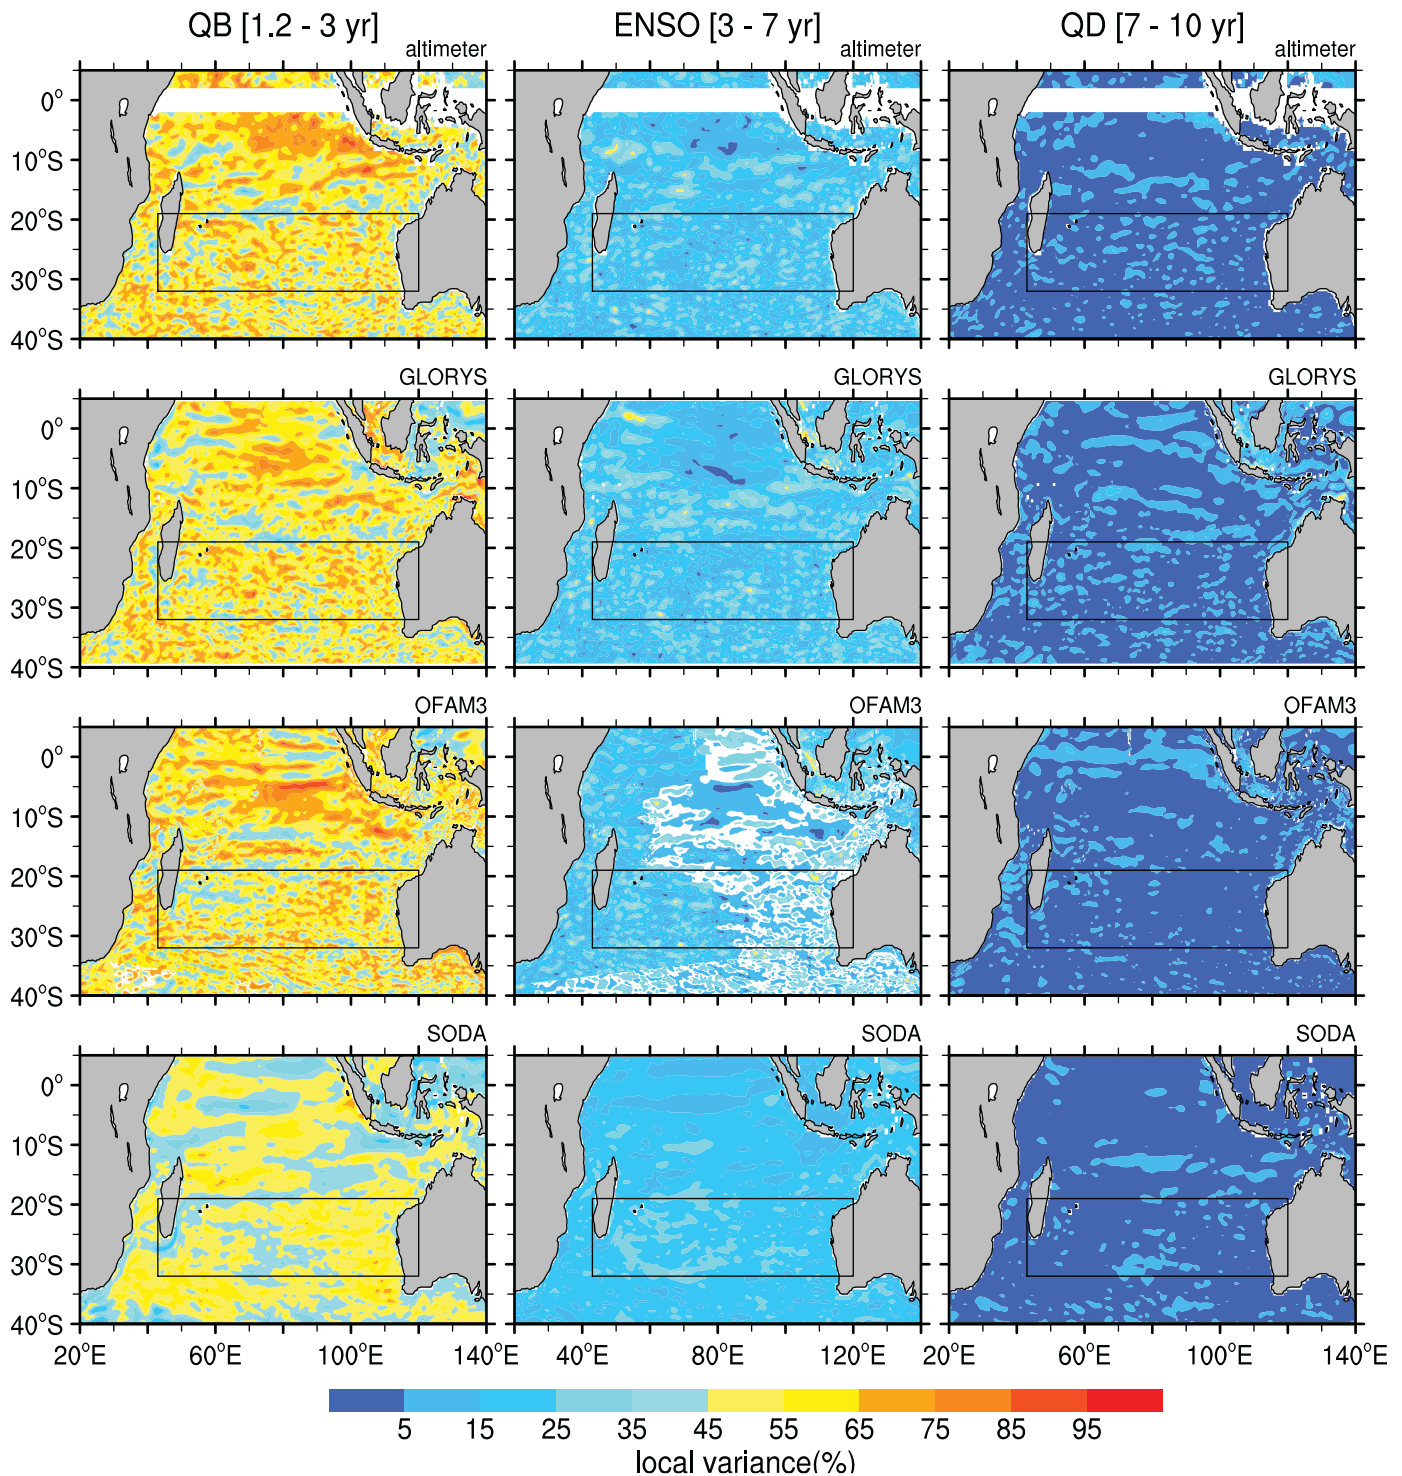 QB [1.2 - 3 yr] ENSO [3 - 7 yr] QD [7 - 10 yr]
altimeter altimeter altimeter
0°
10°S
20°S
30°S
40°S
GLORYS GLORYS GLORYS
0°
10°S
20°S
30°S
40°S
OFAM3 OFAM3 OFAM3
0°
10°S
20°S
30°S
40°S
SODA SODA SODA
0°
10°S
20°S
30°S
40°S
20°E 60°E 100°E 140°E 40°E 80°E 120°E 20°E 60°E 100°E 140°E
5 15 25 35 45 55 65 75 85 95
local variance(%)